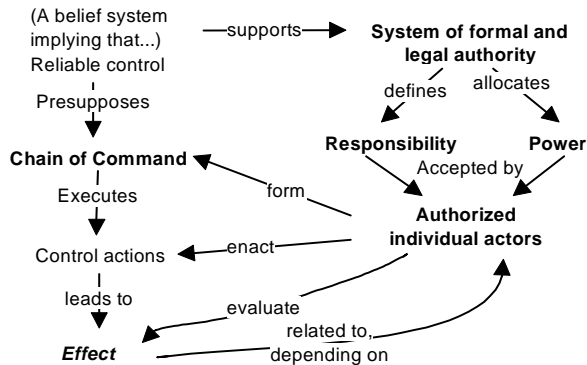 (A belief system
implying that...)
Reliable control
supports
System of formal and
legal authority
Presupposes
defines
allocates
Chain of Command
Responsibility
Power
Accepted by
Executes
form
Authorized
individual actors
Control actions
enact
leads to
evaluate
related to,
depending on
Effect